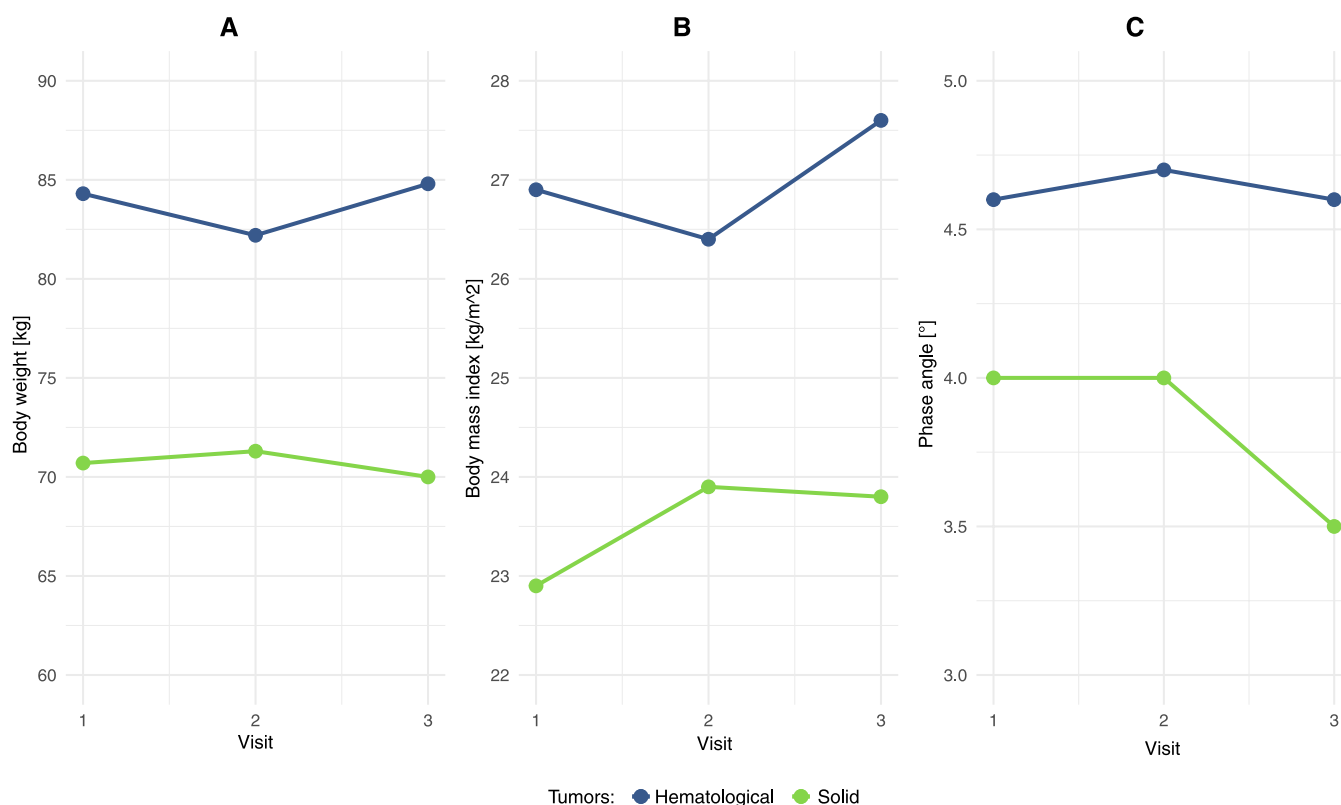 A
B
C
Body weight [kg]
90
85
80
75
70
65
60
1
2
3
Visit
Body mass index [kg/m^2]
28
27
26
25
24
23
22
1
2
3
Visit
Phase angle [°]
5.0
4.5
4.0
3.5
3.0
1
2
3
Visit
Tumors: Hematological Solid